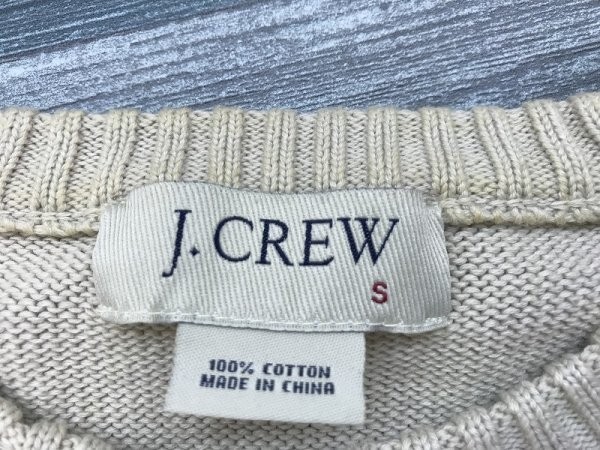 J. CREW
S
100% COTTON
MADE IN CHINA